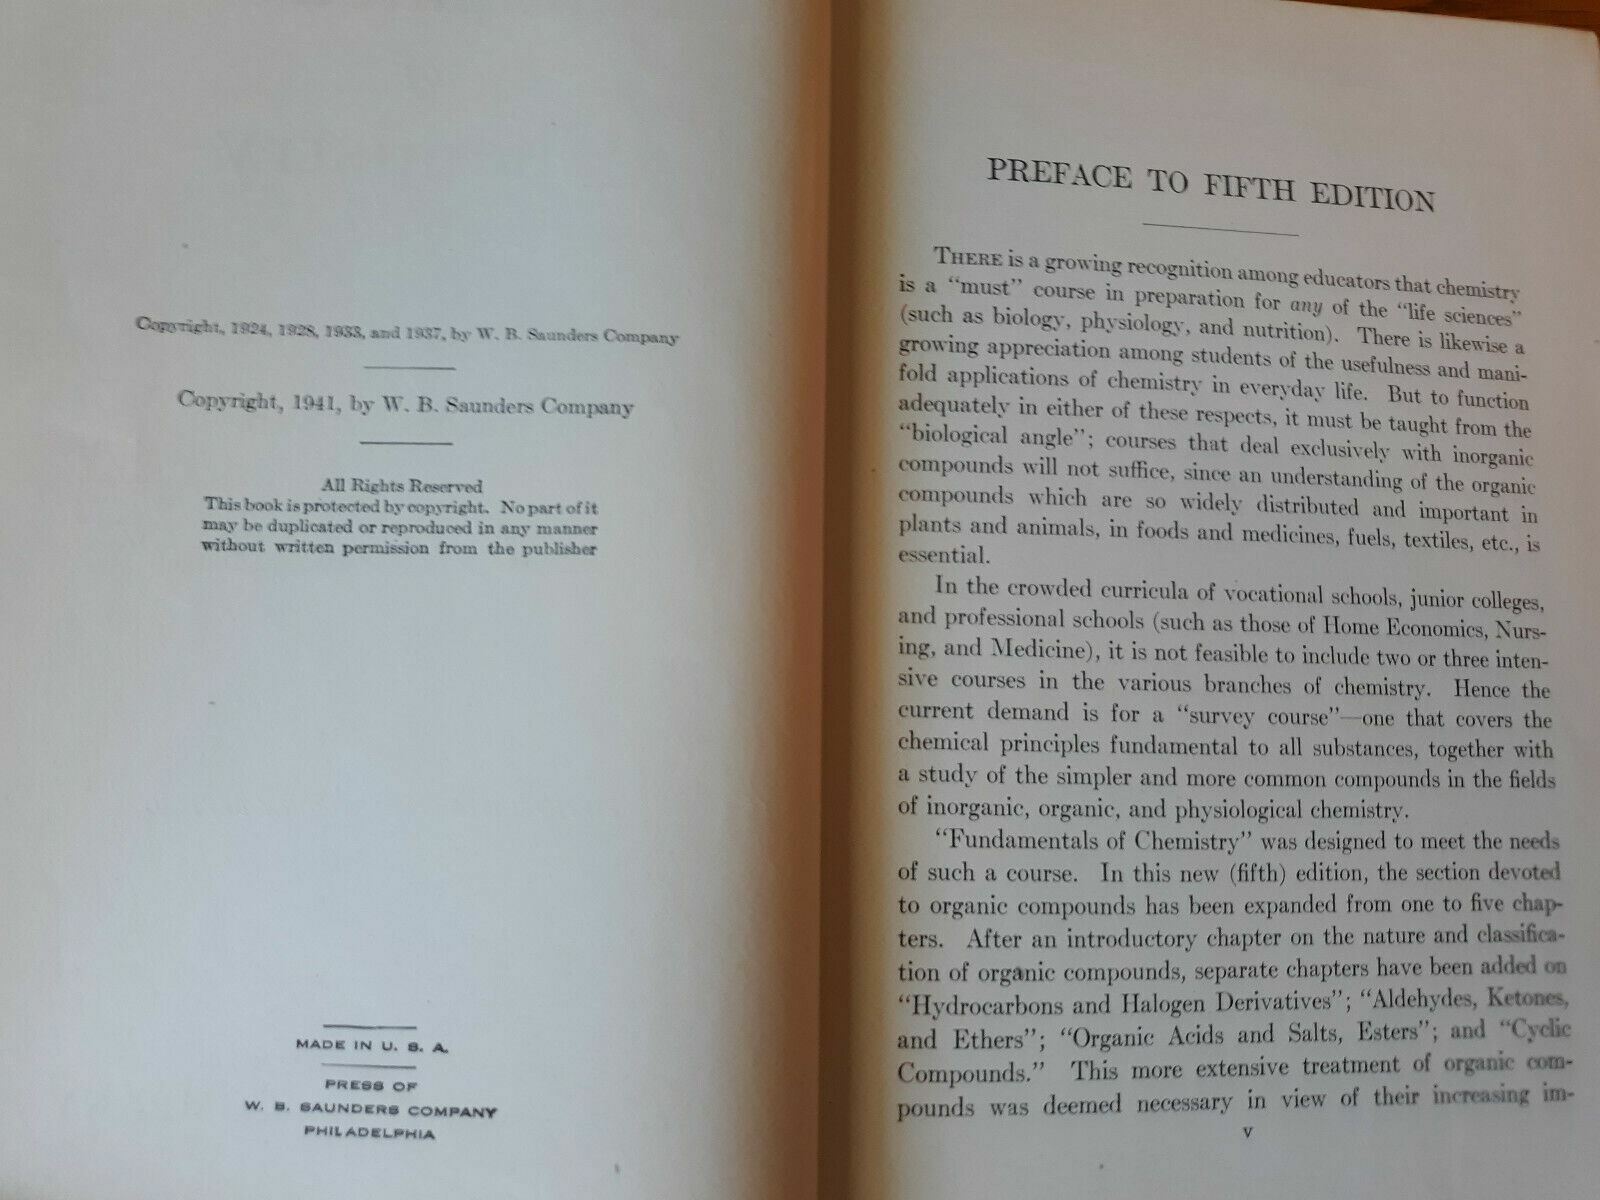 Copyright, 1924, 1928, 1933, and 1937, by W. B. Saunders Company
Copyright, 1941, by W. B. Saunders Company
All Rights Reserved
This book is protected by copyright. No part of it
may be duplicated or reproduced in any manner
without written permission from the publisher
MADE IN U. S. A.
PRESS OF
W. B. SAUNDERS COMPANY
PHILADELPHIA
PREFACE TO FIFTH EDITION
THERE is a growing recognition among educators that chemistry
is a "must" course in preparation for any of the "life sciences"
(such as biology, physiology, and nutrition). There is likewise a
growing appreciation among students of the usefulness and mani-
fold applications of chemistry in everyday life. But to function
adequately in either of these respects, it must be taught from the
"biological angle"; courses that deal exclusively with inorganic
compounds will not suffice, since an understanding of the organic
compounds which are so widely distributed and important in
plants and animals, in foods and medicines, fuels, textiles, etc., is
essential.
In the crowded curricula of vocational schools, junior colleges,
and professional schools (such as those of Home Economics, Nurs-
ing, and Medicine), it is not feasible to include two or three inten-
sive courses in the various branches of chemistry. Hence the
current demand is for a "survey course"—one that covers the
chemical principles fundamental to all substances, together with
a study of the simpler and more common compounds in the fields
of inorganic, organic, and physiological chemistry.
"Fundamentals of Chemistry" was designed to meet the needs
of such a course. In this new (fifth) edition, the section devoted
to organic compounds has been expanded from one to five chap-
ters. After an introductory chapter on the nature and classifica-
tion of organic compounds, separate chapters have been added on
"Hydrocarbons and Halogen Derivatives"; "Aldehydes, Ketones,
and Ethers"; "Organic Acids and Salts, Esters"; and "Cyclic
Compounds." This more extensive treatment of organic com-
pounds was deemed necessary in view of their increasing im-
v